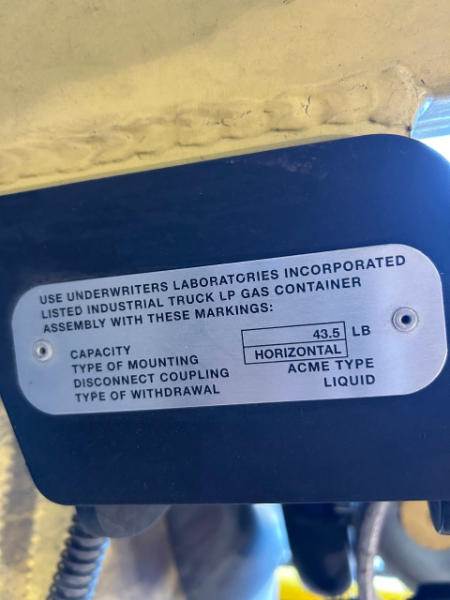 USE UNDERWRITERS LABORATORIES INCORPORATED
LISTED INDUSTRIAL TRUCK LP GAS CONTAINER
ASSEMBLY WITH THESE MARKINGS:
CAPACITY 43.5 LB
TYPE OF MOUNTING HORIZONTAL
DISCONNECT COUPLING ACME TYPE
TYPE OF WITHDRAWAL LIQUID